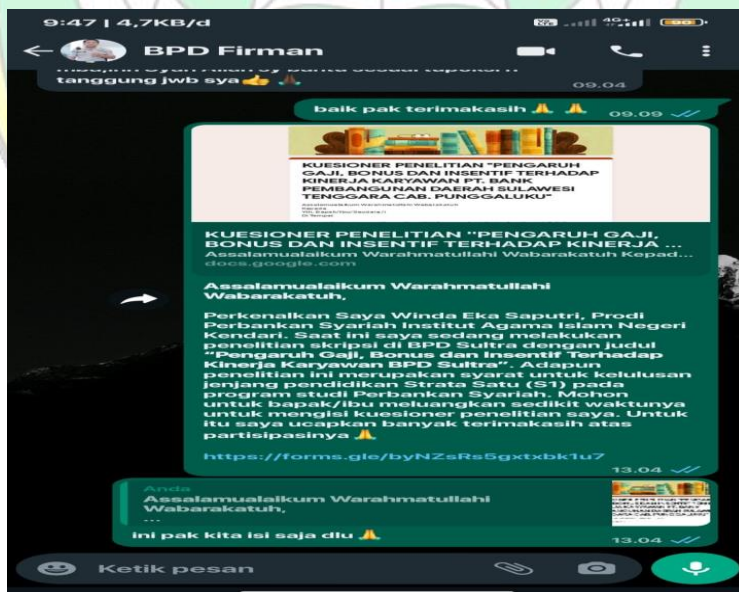 9:47 | 4,7KB/d
BPD Firman
tanggung jwb sya👍🙏
09.04
baik pak terimakasih 🙏 🙏
09.09
KUESIONER PENELITIAN "PENGARUH
GAJI, BONUS DAN INSENTIF TERHADAP
KINERJA KARYAWAN PT. BANK
PEMBANGUNAN DAERAH SULAWESI
TENGGARA CAB. PUNGGALUKU"
Assalamualaikum Warahmatullahi Wabarakatuh
KUESIONER PENELITIAN "PENGARUH GAJI,
BONUS DAN INSENTIF TERHADAP KINERJA ...
Assalamualaikum Warahmatullahi Wabarakatuh Kepad...
docs.google.com
Assalamualaikum Warahmatullahi
Wabarakatuh,
Perkenalkan Saya Winda Eka Saputri, Prodi
Perbankan Syariah Institut Agama Islam Negeri
Kendari. Saat ini saya sedang melakukan
penelitian skripsi di BPD Sultra dengan judul
"Pengaruh Gaji, Bonus dan Insentif Terhadap
Kinerja Karyawan BPD Sultra". Adapun
penelitian ini merupakan syarat untuk kelulusan
jenjang pendidikan Strata Satu (S1) pada
program studi Perbankan Syariah. Mohon
untuk bapak/ibu meluangkan sedikit waktunya
untuk mengisi kuesioner penelitian saya. Untuk
itu saya ucapkan banyak terimakasih atas
partisipasinya 🙏
https://forms.gle/byNZsRs5gxtxbk1u7
13.04
Anda
Assalamualaikum Warahmatullahi
Wabarakatuh,
...
ini pak kita isi saja dlu 🙏
13.04
Ketik pesan